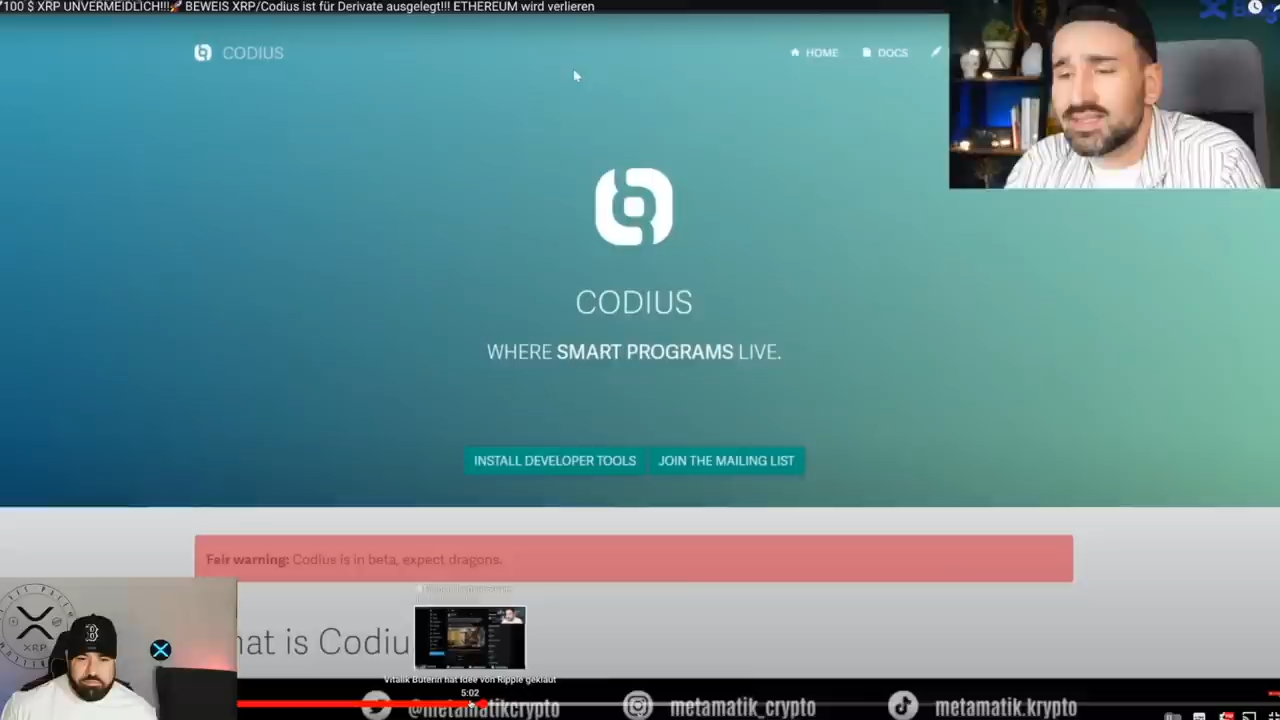 100 $ XRP UNVERMEIDLICH!!!🚀 BEWEIS XRP/Codius ist für Derivate ausgelegt!!! ETHEREUM wird verlieren
CODIUS
HOME
DOCS
CODIUS
WHERE SMART PROGRAMS LIVE.
INSTALL DEVELOPER TOOLS
JOIN THE MAILING LIST
Fair warning: Codius is in beta, expect dragons.
hat is Codiu
XRP
Vitalik Buterin hat Idee von Ripple geklaut
5:02
@metamatikcrypto
metamatik_crypto
metamatik.krypto